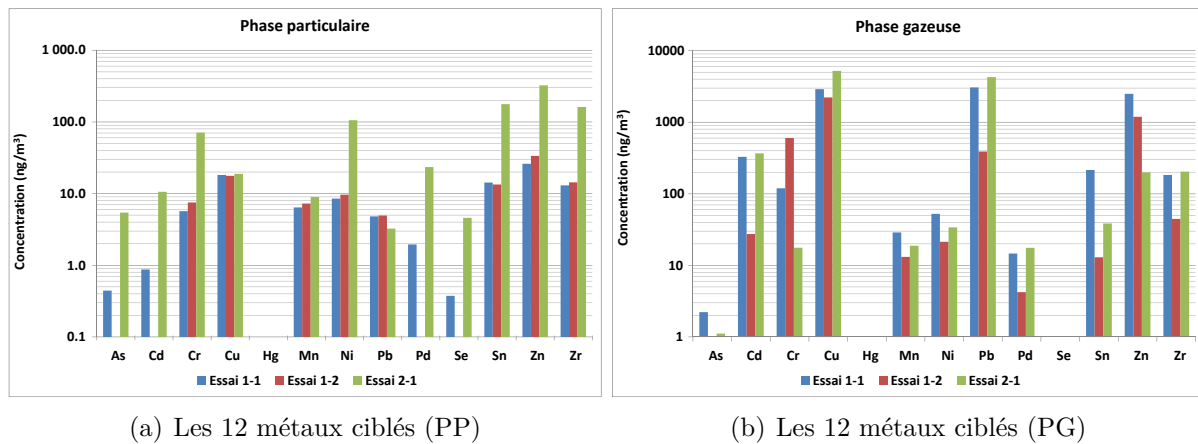 Phase particulaire
Concentration (ng/m³)
1 000.0
100.0
10.0
1.0
0.1
As Cd Cr Cu Hg Mn Ni Pb Pd Se Sn Zn Zr
Essai 1-1 Essai 1-2 Essai 2-1
(a) Les 12 métaux ciblés (PP)
Phase gazeuse
Concentration (ng/m³)
10000
1000
100
10
1
As Cd Cr Cu Hg Mn Ni Pb Pd Se Sn Zn Zr
Essai 1-1 Essai 1-2 Essai 2-1
(b) Les 12 métaux ciblés (PG)